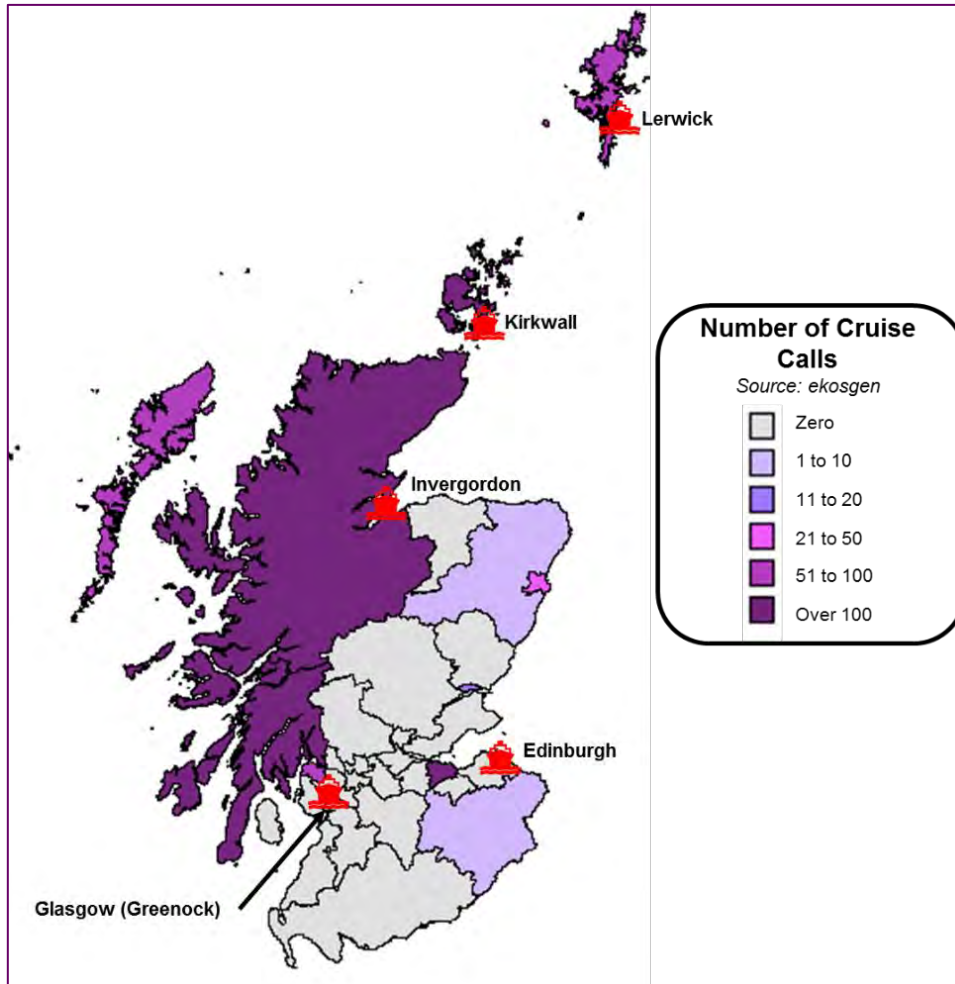 Lerwick
Kirkwall
Number of Cruise
Calls
Source: ekosgen
Zero
1 to 10
11 to 20
21 to 50
51 to 100
Over 100
Invergordon
Edinburgh
Glasgow (Greenock)